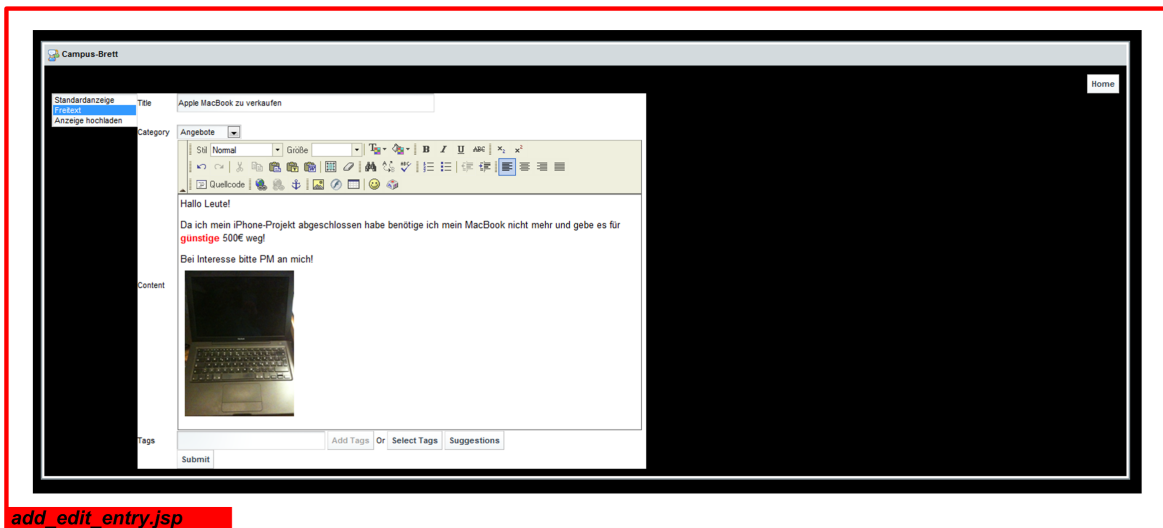 Campus-Brett
Home
Standardanzeige
Freitext
Anzeige hochladen
Title
Apple MacBook zu verkaufen
Category
Angebote
Stil Normal Größe
B I U ABC x₂ x²
Quellcode
Content
Hallo Leute!
Da ich mein iPhone-Projekt abgeschlossen habe benötige ich mein MacBook nicht mehr und gebe es für
günstige 500€ weg!
Bei Interesse bitte PM an mich!
Tags
Add Tags Or Select Tags Suggestions
Submit
add_edit_entry.jsp